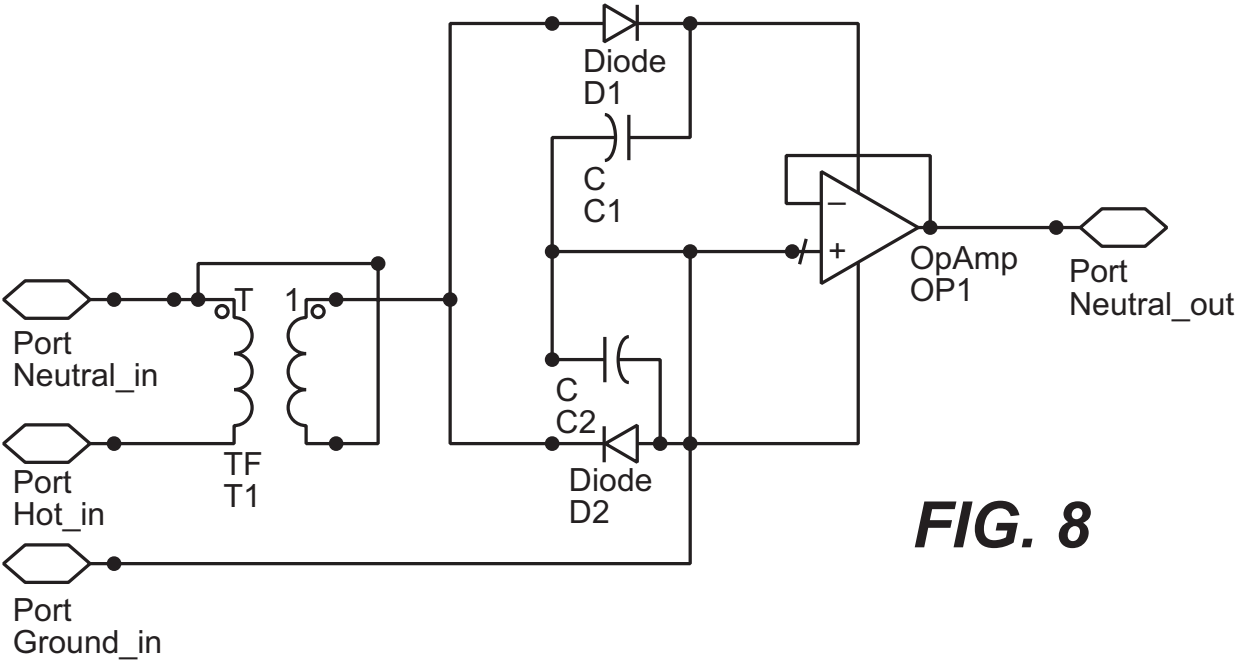 Diode
D1
C
C1
−
+
OpAmp
OP1
Port
Neutral_out
T
1
Port
Neutral_in
C
C2
TF
T1
Port
Hot_in
Diode
D2
FIG. 8
Port
Ground_in